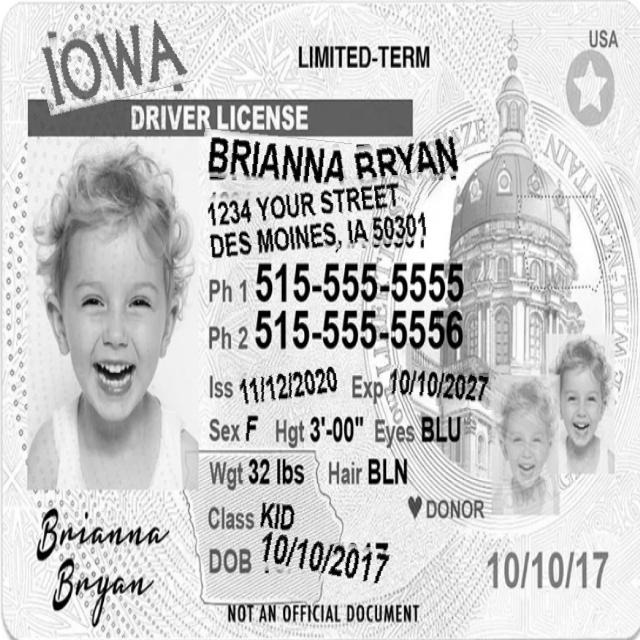 IOWA
LIMITED-TERM
USA
DRIVER LICENSE
BRIANNA BRYAN
1234 YOUR STREET
DES MOINES, IA 50301
Ph 1 515-555-5555
Ph 2 515-555-5556
Iss 11/12/2020 Exp 10/10/2027
Sex F Hgt 3'-00" Eyes BLU
Wgt 32 lbs Hair BLN
Class KID
♥ DONOR
DOB 10/10/2017
10/10/17
Brianna
Bryan
NOT AN OFFICIAL DOCUMENT